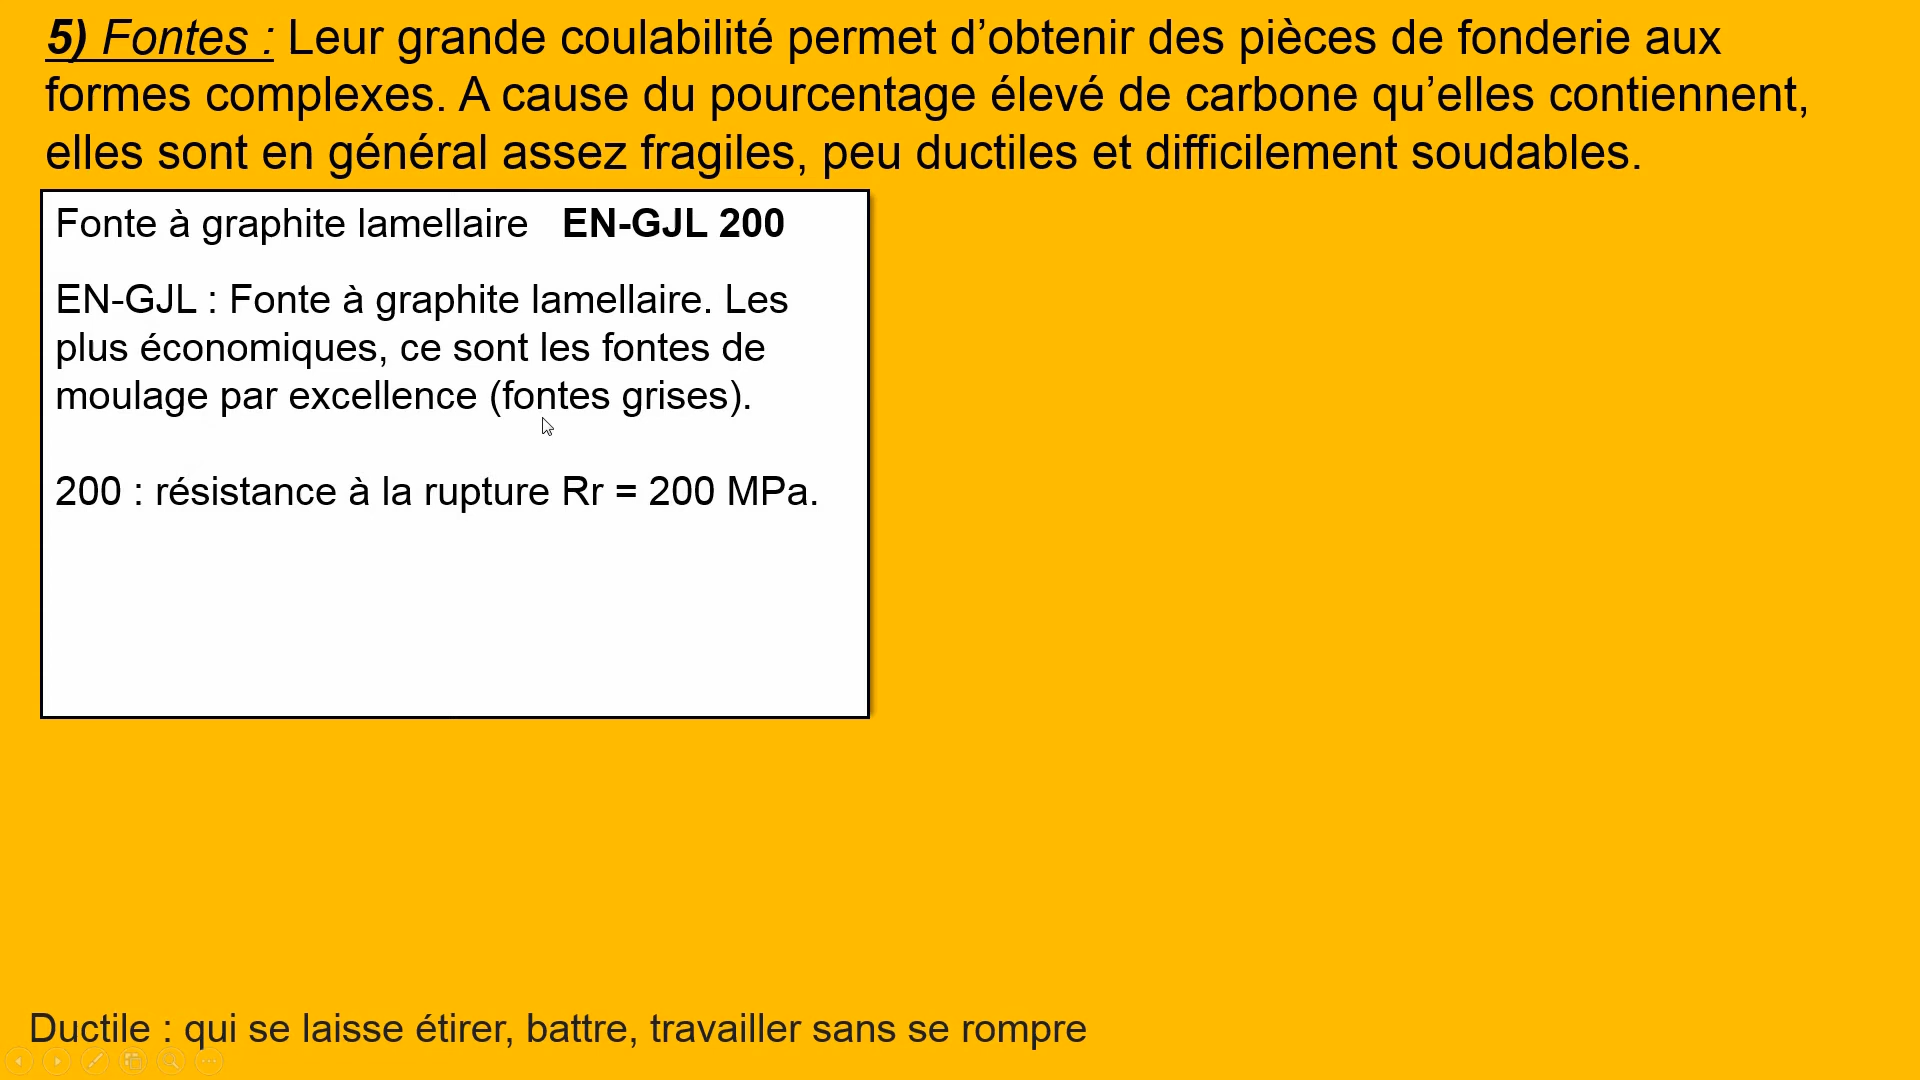 5) Fontes : Leur grande coulabilité permet d’obtenir des pièces de fonderie aux
formes complexes. A cause du pourcentage élevé de carbone qu’elles contiennent,
elles sont en général assez fragiles, peu ductiles et difficilement soudables.
Fonte à graphite lamellaire EN-GJL 200
EN-GJL : Fonte à graphite lamellaire. Les
plus économiques, ce sont les fontes de
moulage par excellence (fontes grises).
200 : résistance à la rupture Rr = 200 MPa.
Ductile : qui se laisse étirer, battre, travailler sans se rompre